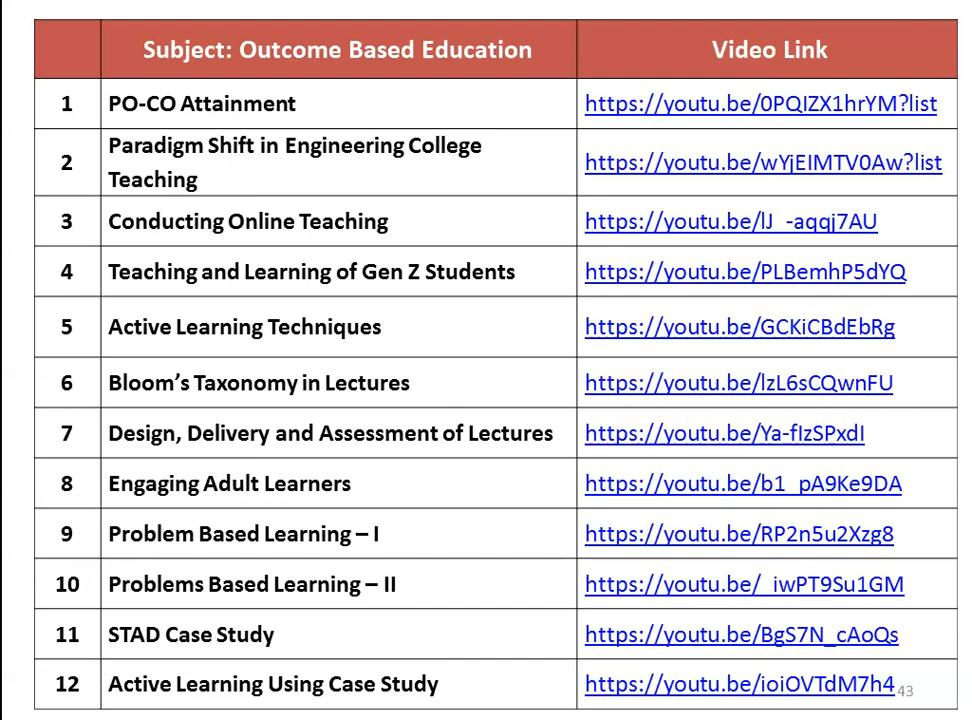 Subject: Outcome Based Education Video Link
1 PO-CO Attainment https://youtu.be/0PQIZX1hrYM?list
2 Paradigm Shift in Engineering College
Teaching https://youtu.be/wYjEIMTV0Aw?list
3 Conducting Online Teaching https://youtu.be/lJ_-aqqj7AU
4 Teaching and Learning of Gen Z Students https://youtu.be/PLBemhP5dYQ
5 Active Learning Techniques https://youtu.be/GCKiCBdEbRg
6 Bloom’s Taxonomy in Lectures https://youtu.be/lzL6sCQwnFU
7 Design, Delivery and Assessment of Lectures https://youtu.be/Ya-fIzSPxdI
8 Engaging Adult Learners https://youtu.be/b1_pA9Ke9DA
9 Problem Based Learning – I https://youtu.be/RP2n5u2Xzg8
10 Problems Based Learning – II https://youtu.be/_iwPT9Su1GM
11 STAD Case Study https://youtu.be/BgS7N_cAoQs
12 Active Learning Using Case Study https://youtu.be/ioiOVTdM7h4
43